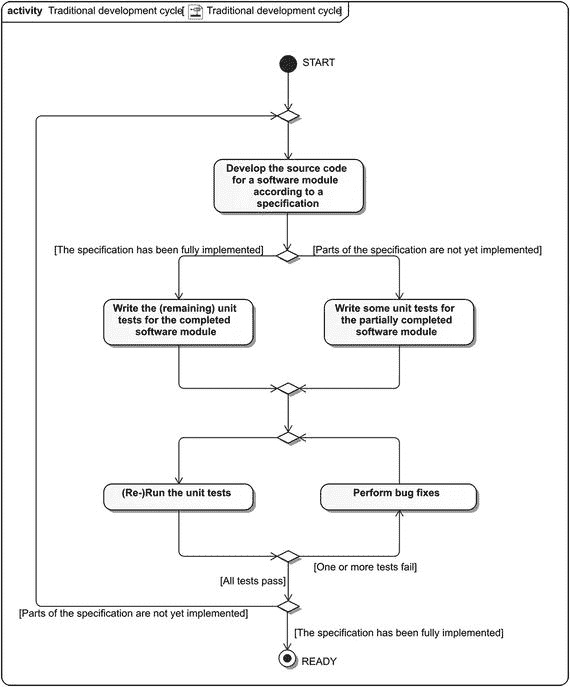 activity Traditional development cycle[ Traditional development cycle]
START
Develop the source code
for a software module
according to a
specification
[The specification has been fully implemented]
[Parts of the specification are not yet implemented]
Write the (remaining) unit
tests for the completed
software module
Write some unit tests for
the partially completed
software module
(Re-)Run the unit tests
Perform bug fixes
[One or more tests fail]
[All tests pass]
[Parts of the specification are not yet implemented]
[The specification has been fully implemented]
READY